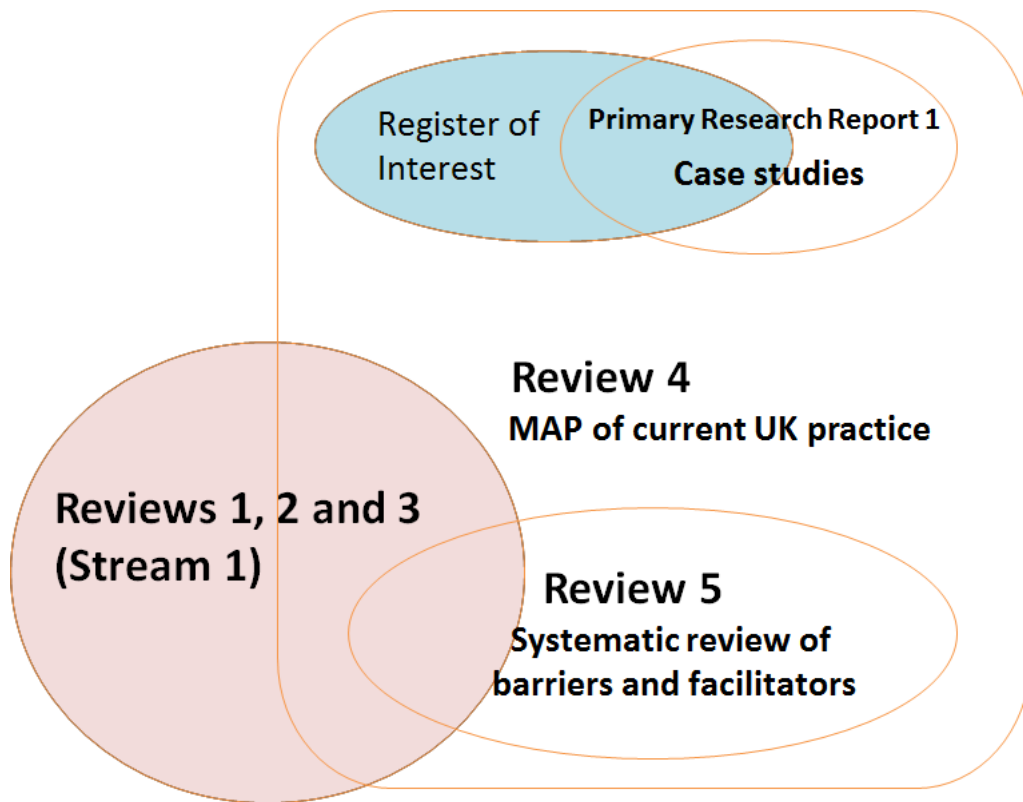 Register of
Interest
Primary Research Report 1
Case studies
Review 4
MAP of current UK practice
Reviews 1, 2 and 3
(Stream 1)
Review 5
Systematic review of
barriers and facilitators